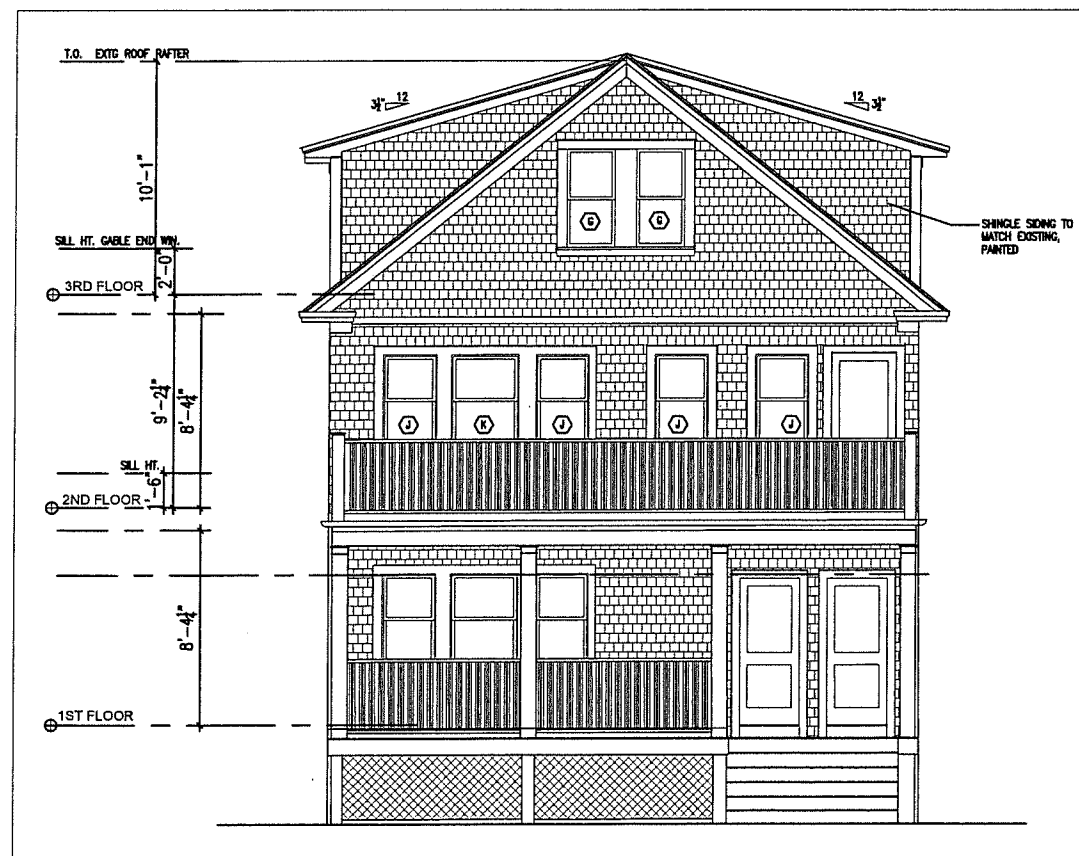 T.O. EXTG ROOF RAFTER
12
3½"
12
3½"
10'-1"
SHINGLE SIDING TO
MATCH EXISTING,
PAINTED
SILL HT. GABLE END WIN.
2'-0"
3RD FLOOR
G
G
9'-2½"
8'-4¼"
J
K
J
J
J
SILL HT.
1'-6"
2ND FLOOR
8'-4¼"
1ST FLOOR